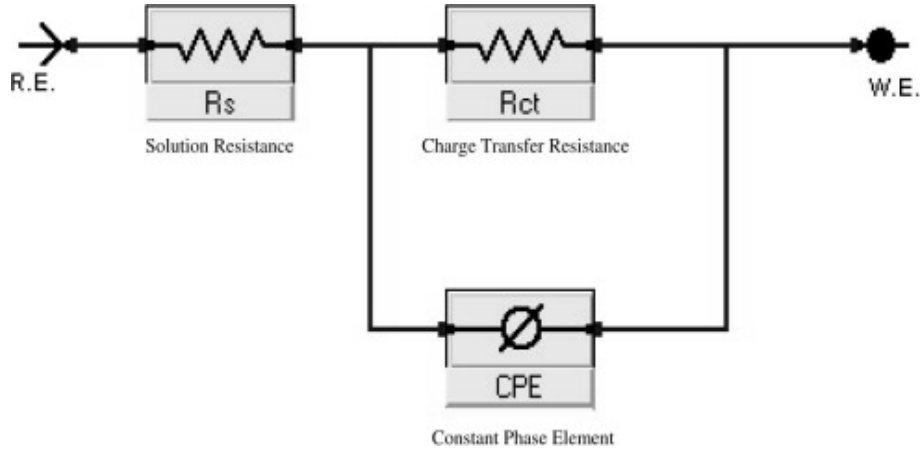 R.E.
Rs
Solution Resistance
Rct
Charge Transfer Resistance
W.E.
CPE
Constant Phase Element